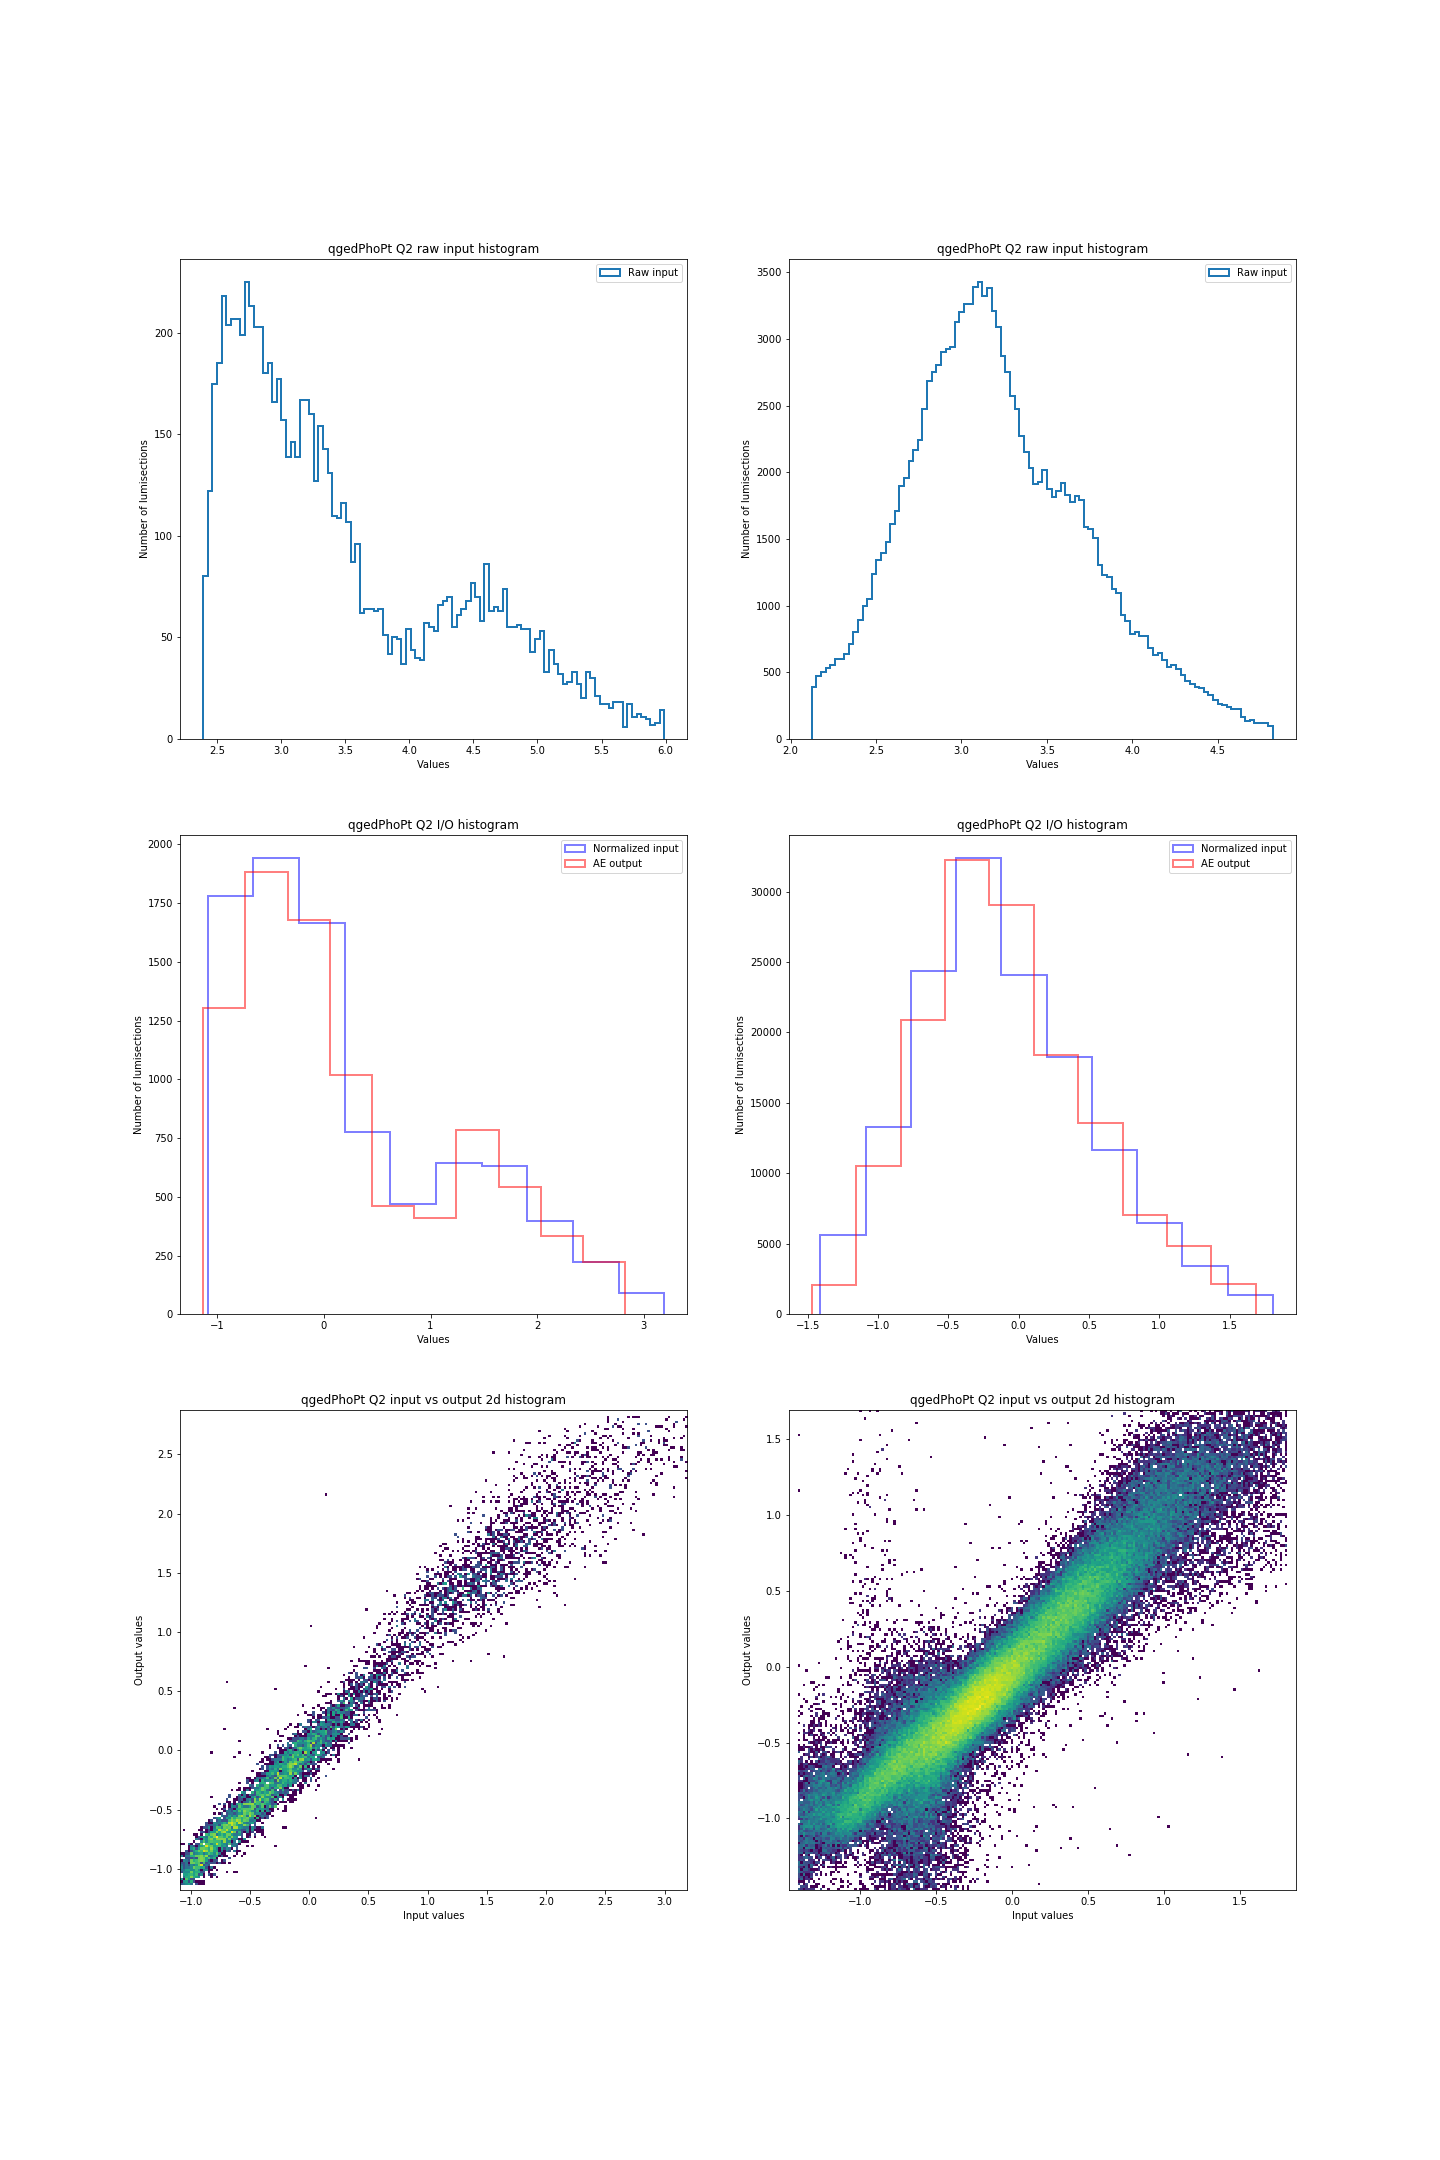 qgedPhoPt Q2 raw input histogram
Raw input
Number of lumisections
200
150
100
50
0
2.5 3.0 3.5 4.0 4.5 5.0 5.5 6.0
Values
qgedPhoPt Q2 raw input histogram
Raw input
Number of lumisections
3500
3000
2500
2000
1500
1000
500
0
2.0 2.5 3.0 3.5 4.0 4.5
Values
qgedPhoPt Q2 I/O histogram
Normalized input
AE output
Number of lumisections
2000
1750
1500
1250
1000
750
500
250
0
−1 0 1 2 3
Values
qgedPhoPt Q2 I/O histogram
Normalized input
AE output
Number of lumisections
30000
25000
20000
15000
10000
5000
0
−1.5 −1.0 −0.5 0.0 0.5 1.0 1.5
Values
qgedPhoPt Q2 input vs output 2d histogram
Output values
2.5
2.0
1.5
1.0
0.5
0.0
−0.5
−1.0
−1.0 −0.5 0.0 0.5 1.0 1.5 2.0 2.5 3.0
Input values
qgedPhoPt Q2 input vs output 2d histogram
Output values
1.5
1.0
0.5
0.0
−0.5
−1.0
−1.0 −0.5 0.0 0.5 1.0 1.5
Input values